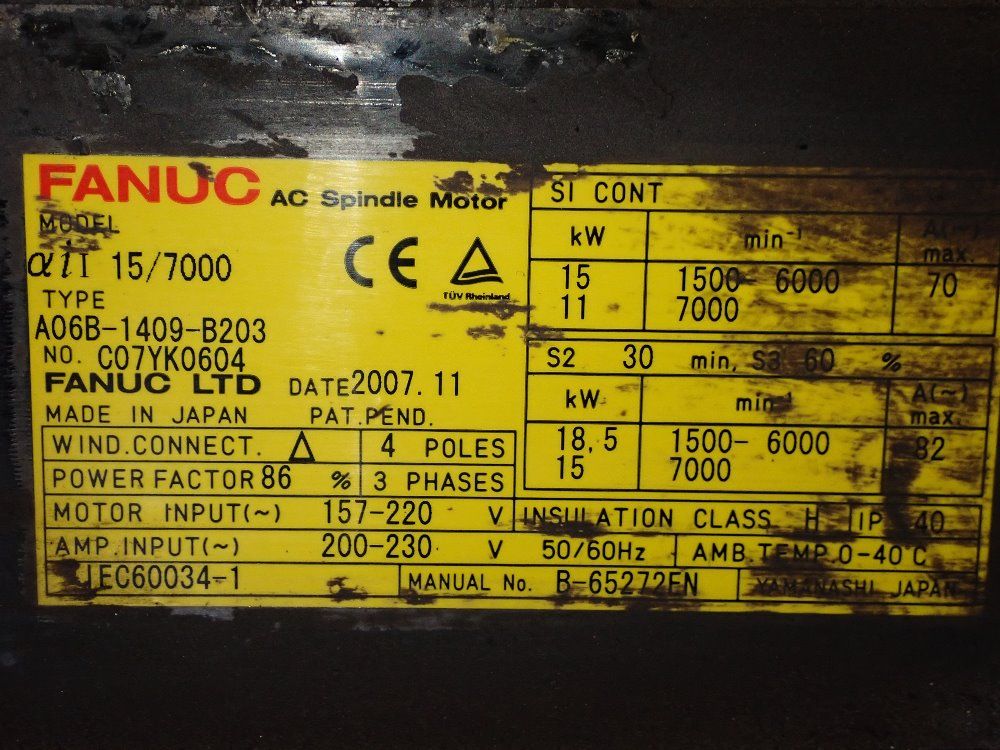 FANUC AC Spindle Motor
MODEL
αiI 15/7000
TYPE
A06B-1409-B203
NO. C07YK0604
FANUC LTD DATE 2007.11
MADE IN JAPAN PAT.PEND.
CE
TÜV Rheinland
WIND.CONNECT. Δ 4 POLES
POWER FACTOR 86 % 3 PHASES
SI CONT
kW min⁻¹ A(~) max.
15 1500- 6000 70
11 7000
S2 30 min, S3 60 %
kW min⁻¹ A(~) max.
18.5 1500- 6000 82
15 7000
MOTOR INPUT(~) 157-220 V INSULATION CLASS H IP 40
AMP.INPUT(~) 200-230 V 50/60Hz AMB.TEMP.0-40°C
IEC60034-1 MANUAL No. B-65272EN YAMANASHI JAPAN